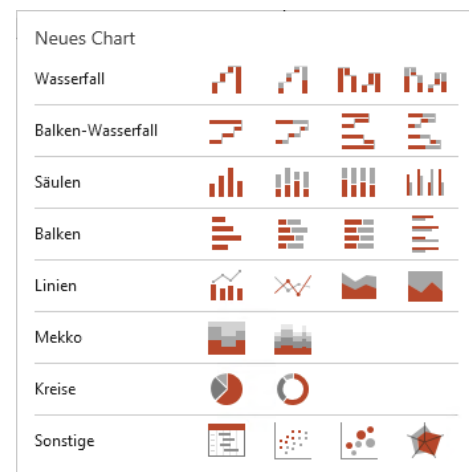 Neues Chart
Wasserfall
Balken-Wasserfall
Säulen
Balken
Linien
Mekko
Kreise
Sonstige